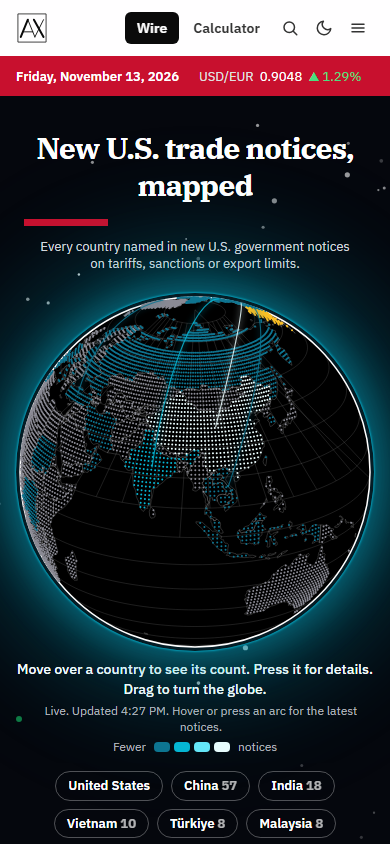 AX
Wire
Calculator
Friday, November 13, 2026 USD/EUR 0.9048 ▲ 1.29%
New U.S. trade notices,
mapped
Every country named in new U.S. government notices
on tariffs, sanctions or export limits.
Move over a country to see its count. Press it for details.
Drag to turn the globe.
Live. Updated 4:27 PM. Hover or press an arc for the latest
notices.
Fewer notices
United States
China 57
India 18
Vietnam 10
Türkiye 8
Malaysia 8